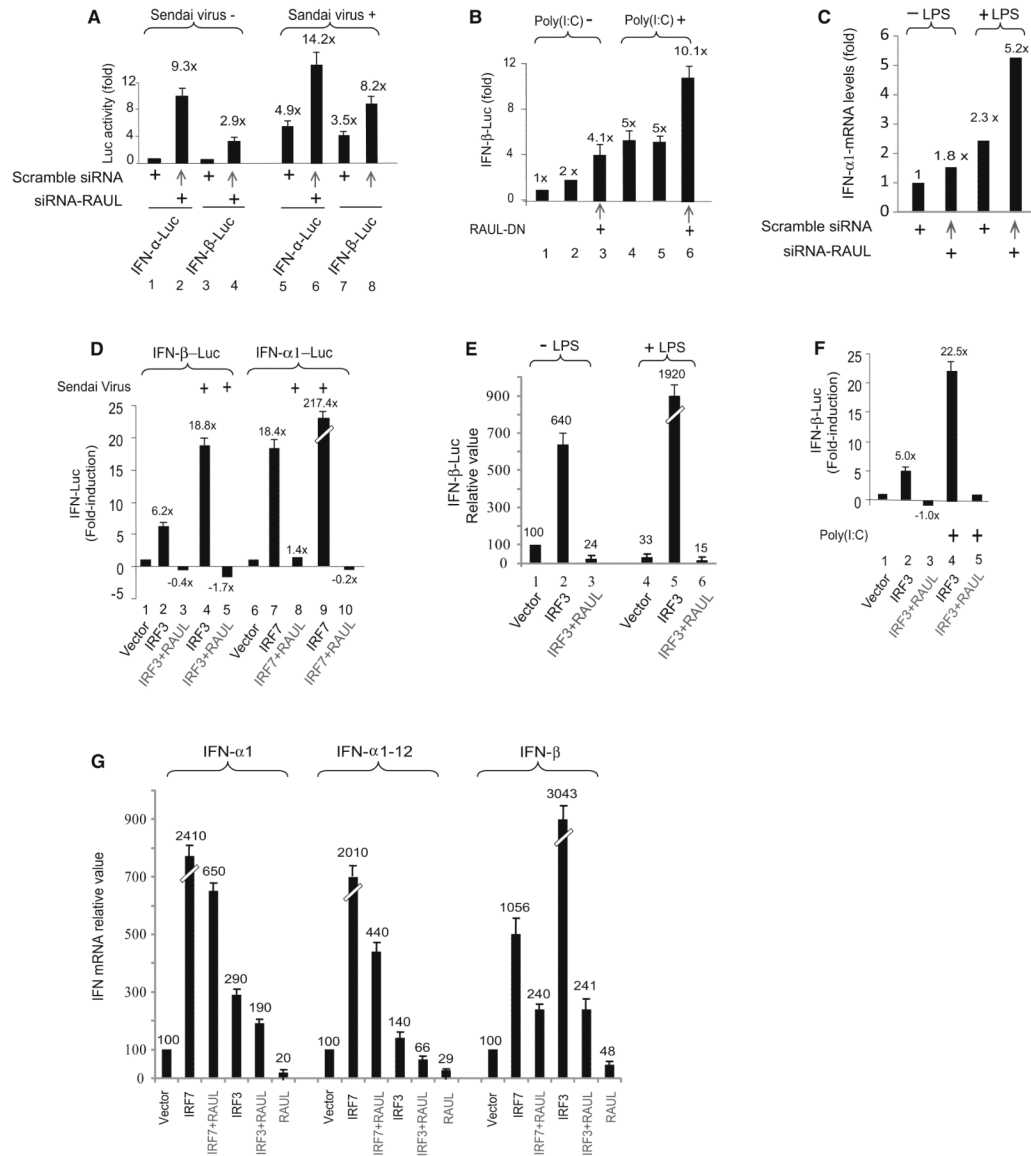 A
Sendai virus -
Sandai virus +
Luc activity (fold)
12
8
4
0
9.3x
2.9x
4.9x
14.2x
3.5x
8.2x
Scramble siRNA + + + +
siRNA-RAUL + +
IFN-α-Luc
IFN-β-Luc
IFN-α-Luc
IFN-β-Luc
1 2 3 4 5 6 7 8
B
Poly(I:C) -
Poly(I:C) +
IFN-β-Luc (fold)
12
8
4
0
1x
2 x
4.1x
5x
5x
10.1x
RAUL-DN + +
1 2 3 4 5 6
C
− LPS
+ LPS
IFN-α1-mRNA levels (fold)
6
5
4
3
2
1
0
1
1.8 x
2.3 x
5.2x
Scramble siRNA + +
siRNA-RAUL + +
D
IFN-β–Luc
IFN-α1–Luc
Sendai Virus + + + +
IFN-Luc
(Fold-induction)
25
20
15
10
5
0
-5
6.2x
-0.4x
18.8x
-1.7x
18.4x
1.4x
217.4x
-0.2x
1 2 3 4 5 6 7 8 9 10
Vector
IRF3
IRF3+RAUL
IRF3
IRF3+RAUL
Vector
IRF7
IRF7+RAUL
IRF7
IRF7+RAUL
E
− LPS
+ LPS
IFN-β-Luc
Relative value
900
700
500
300
100
0
100
640
24
33
1920
15
1 2 3 4 5 6
Vector
IRF3
IRF3+RAUL
Vector
IRF3
IRF3+RAUL
F
IFN-β-Luc
(Fold-induction)
25
20
15
10
5
0
5.0x
-1.0x
22.5x
Poly(I:C) + +
1 2 3 4 5
Vector
IRF3
IRF3+RAUL
IRF3
IRF3+RAUL
G
IFN-α1
IFN-α1-12
IFN-β
IFN mRNA relative value
900
700
500
300
100
0
100
2410
650
290
190
20
100
2010
440
140
66
29
100
1056
240
3043
241
48
Vector
IRF7
IRF7+RAUL
IRF3
IRF3+RAUL
RAUL
Vector
IRF7
IRF7+RAUL
IRF3
IRF3+RAUL
RAUL
Vector
IRF7
IRF7+RAUL
IRF3
IRF3+RAUL
RAUL